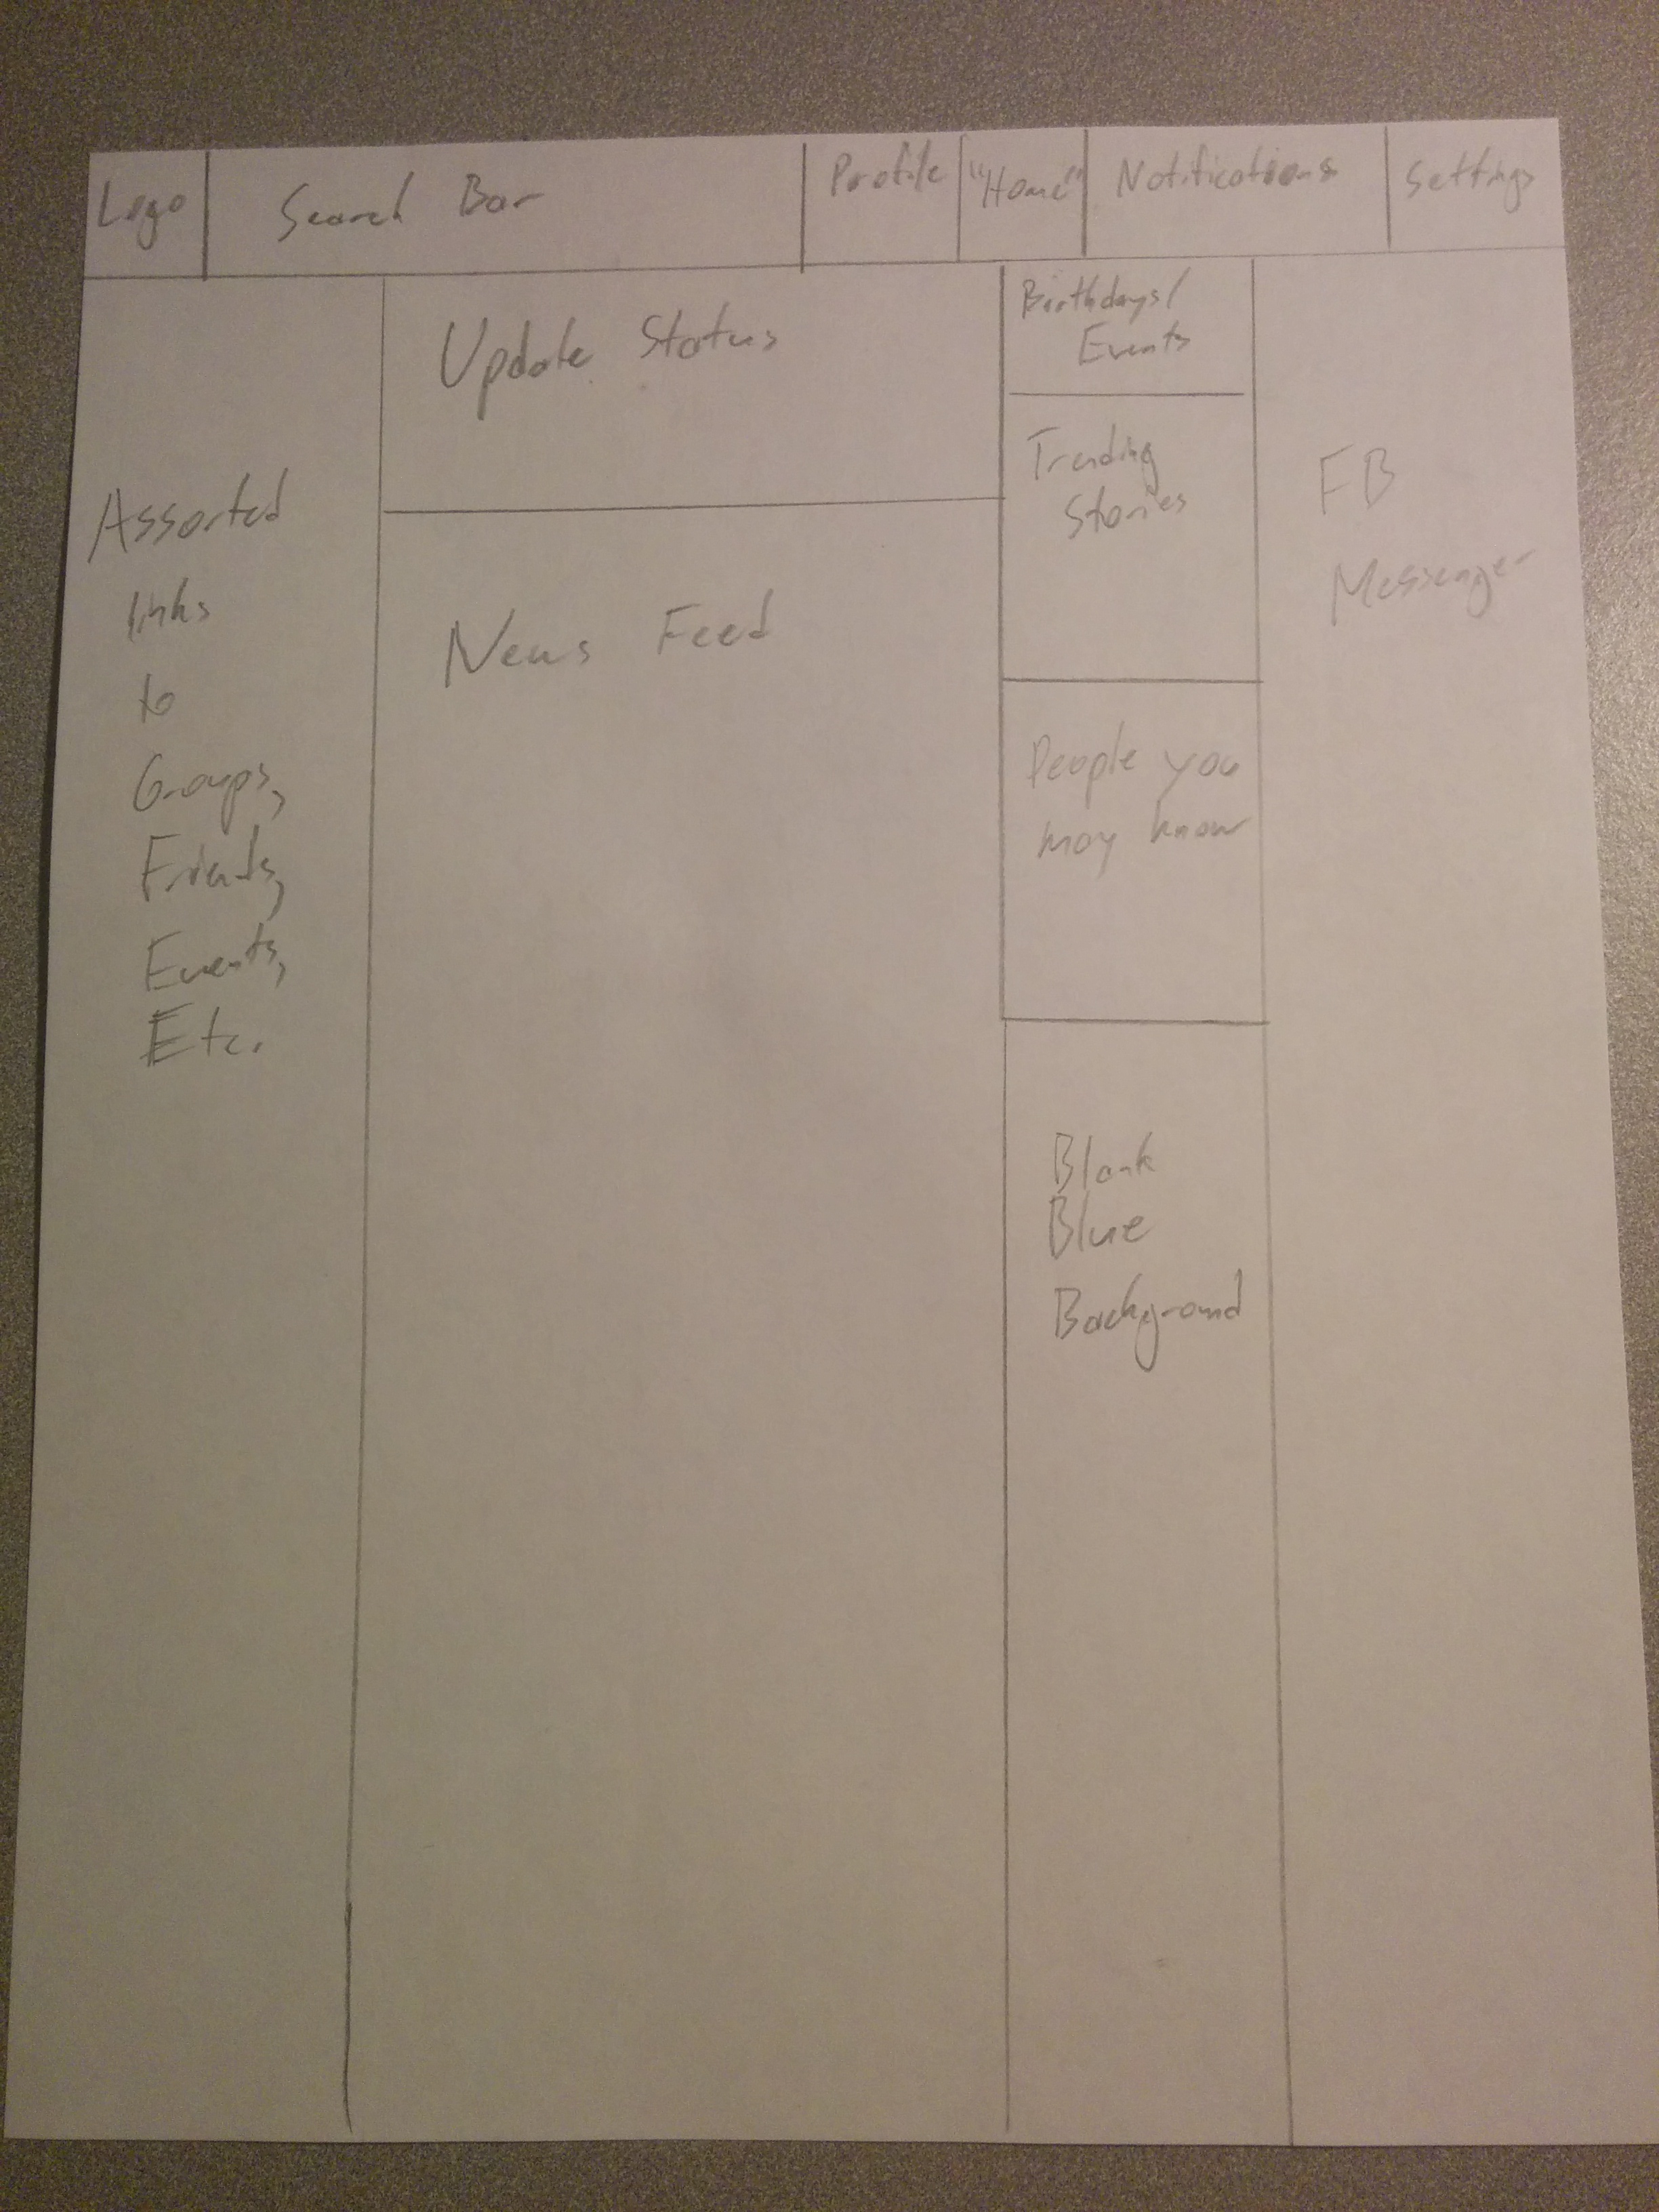 Logo
Search Bar
Profile
"Home"
Notifications
Settings
Assorted
links
to
Groups,
Friends,
Events,
Etc.
Update Status
News Feed
Birthdays/
Events
Trending
Stories
People you
may know
Blank
Blue
Background
FB
Messenger